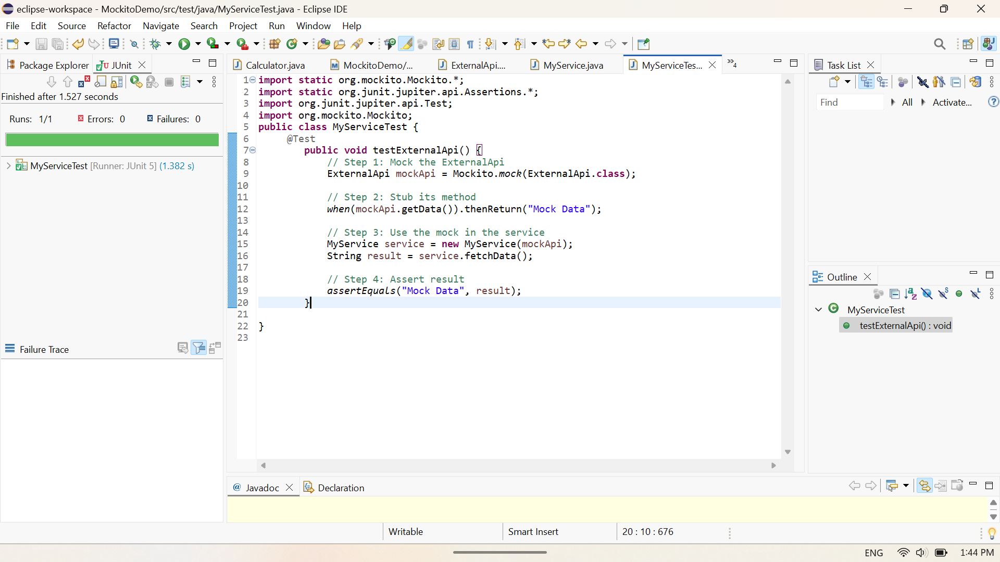 eclipse-workspace - MockitoDemo/src/test/java/MyServiceTest.java - Eclipse IDE
File Edit Source Refactor Navigate Search Project Run Window Help
Package Explorer JUnit
Finished after 1.527 seconds
Runs: 1/1 Errors: 0 Failures: 0
MyServiceTest [Runner: JUnit 5] (1.382 s)
Failure Trace
Calculator.java MockitoDemo/... ExternalApi.... MyService.java MyServiceTes... »4
1 import static org.mockito.Mockito.*;
2 import static org.junit.jupiter.api.Assertions.*;
3 import org.junit.jupiter.api.Test;
4 import org.mockito.Mockito;
5 public class MyServiceTest {
6 @Test
7 public void testExternalApi() {
8 // Step 1: Mock the ExternalApi
9 ExternalApi mockApi = Mockito.mock(ExternalApi.class);
10
11 // Step 2: Stub its method
12 when(mockApi.getData()).thenReturn("Mock Data");
13
14 // Step 3: Use the mock in the service
15 MyService service = new MyService(mockApi);
16 String result = service.fetchData();
17
18 // Step 4: Assert result
19 assertEquals("Mock Data", result);
20 }
21
22 }
23
Task List
Find All Activate...
Outline
MyServiceTest
testExternalApi() : void
@ Javadoc Declaration
Writable Smart Insert 20 : 10 : 676
ENG 1:44 PM